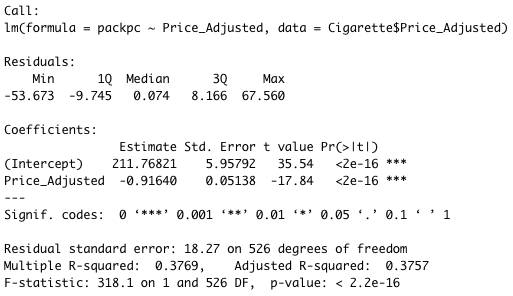 Call:
lm(formula = packpc ~ Price_Adjusted, data = Cigarette$Price_Adjusted)
Residuals:
Min 1Q Median 3Q Max
-53.673 -9.745 0.074 8.166 67.560
Coefficients:
Estimate Std. Error t value Pr(>|t|)
(Intercept) 211.76821 5.95792 35.54 <2e-16 ***
Price_Adjusted -0.91640 0.05138 -17.84 <2e-16 ***
---
Signif. codes: 0 ‘***’ 0.001 ‘**’ 0.01 ‘*’ 0.05 ‘.’ 0.1 ‘ ’ 1
Residual standard error: 18.27 on 526 degrees of freedom
Multiple R-squared: 0.3769, Adjusted R-squared: 0.3757
F-statistic: 318.1 on 1 and 526 DF, p-value: < 2.2e-16